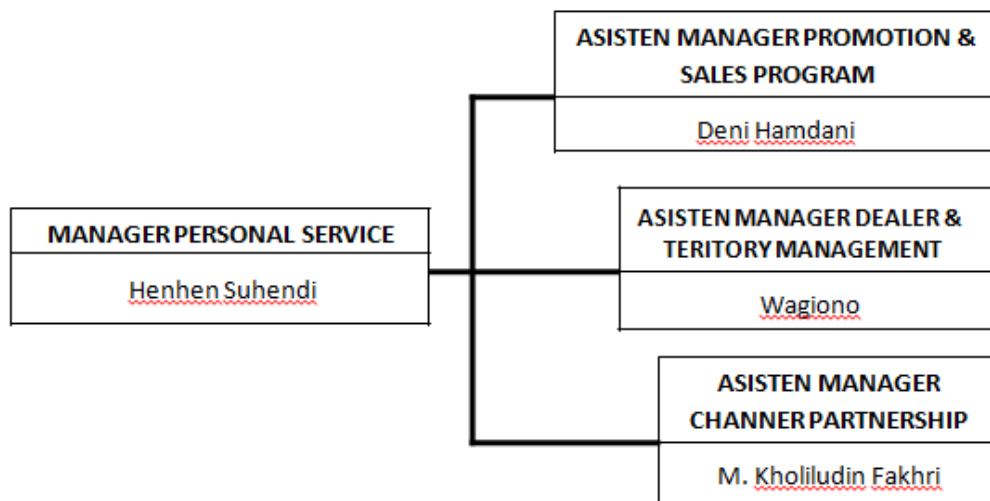 ASISTEN MANAGER PROMOTION &
SALES PROGRAM
Deni Hamdani
MANAGER PERSONAL SERVICE
Henhen Suhendi
ASISTEN MANAGER DEALER &
TERITORY MANAGEMENT
Wagiono
ASISTEN MANAGER
CHANNER PARTNERSHIP
M. Kholiludin Fakhri